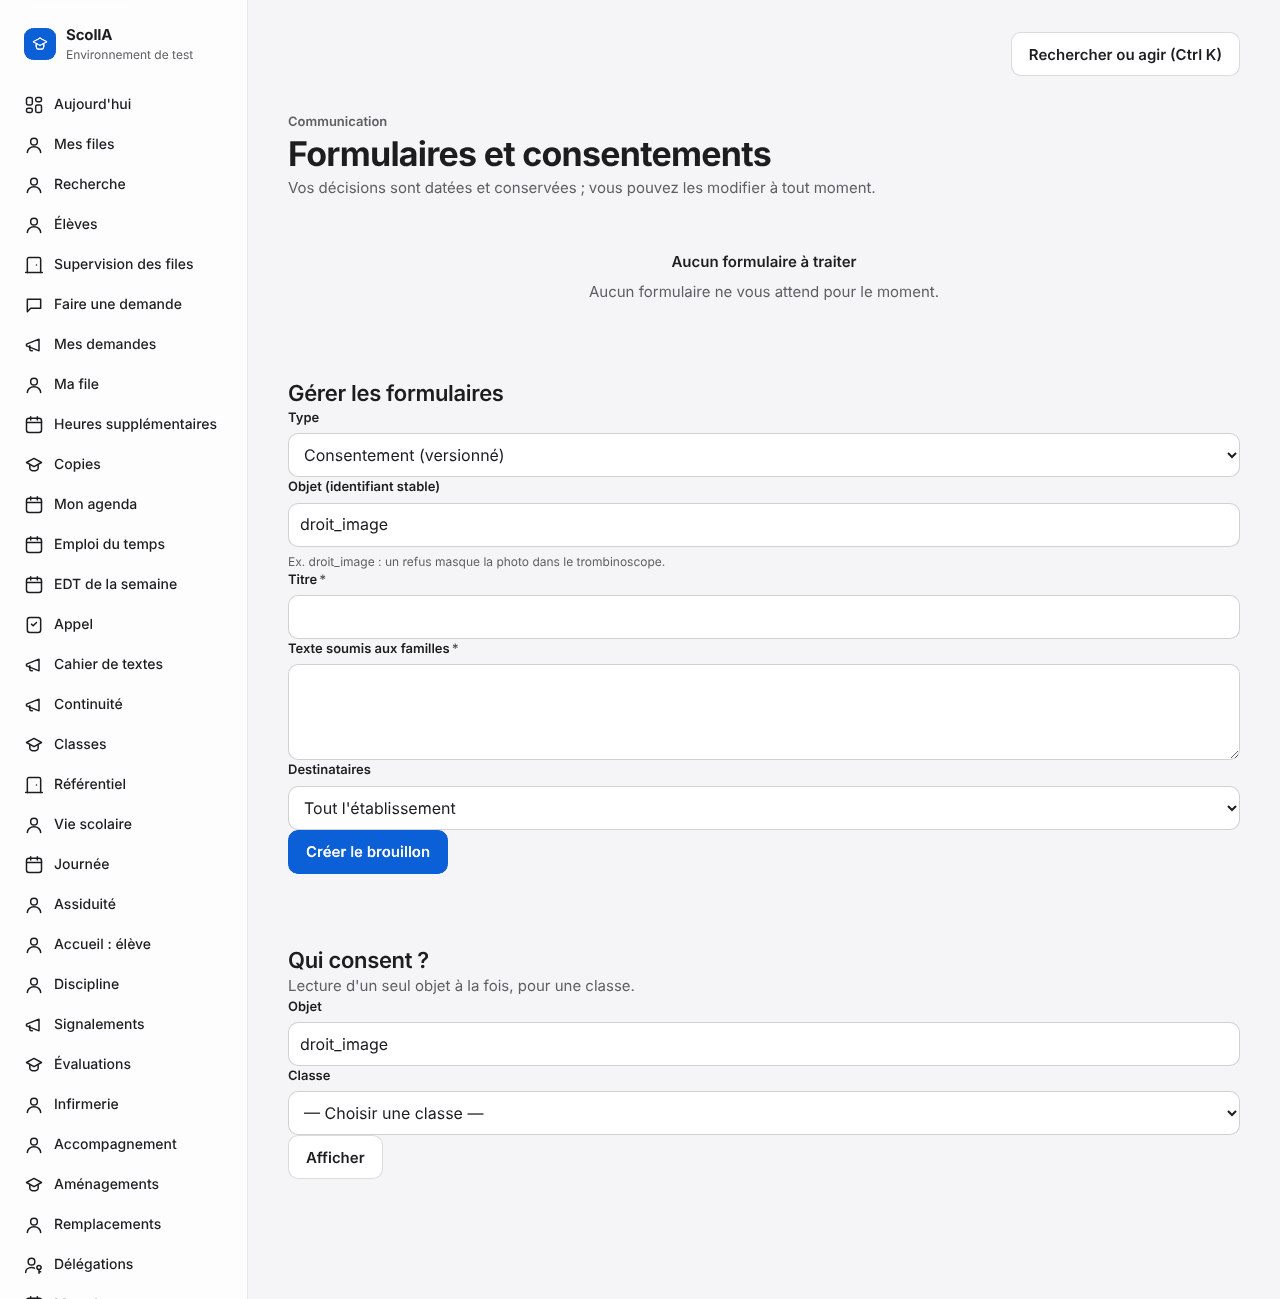 ScolIA
Environnement de test
Aujourd'hui
Mes files
Recherche
Élèves
Supervision des files
Faire une demande
Mes demandes
Ma file
Heures supplémentaires
Copies
Mon agenda
Emploi du temps
EDT de la semaine
Appel
Cahier de textes
Continuité
Classes
Référentiel
Vie scolaire
Journée
Assiduité
Accueil : élève
Discipline
Signalements
Évaluations
Infirmerie
Accompagnement
Aménagements
Remplacements
Délégations
Rechercher ou agir (Ctrl K)
Communication
Formulaires et consentements
Vos décisions sont datées et conservées ; vous pouvez les modifier à tout moment.
Aucun formulaire à traiter
Aucun formulaire ne vous attend pour le moment.
Gérer les formulaires
Type
Consentement (versionné)
Objet (identifiant stable)
droit_image
Ex. droit_image : un refus masque la photo dans le trombinoscope.
Titre *
Texte soumis aux familles *
Destinataires
Tout l'établissement
Créer le brouillon
Qui consent ?
Lecture d'un seul objet à la fois, pour une classe.
Objet
droit_image
Classe
— Choisir une classe —
Afficher